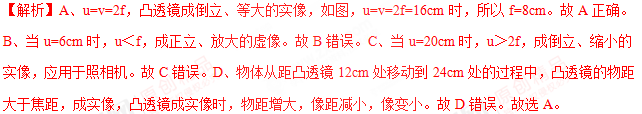 【解析】A、u=v=2f，凸透镜成倒立、等大的实像，如图，u=v=2f=16cm 时，所以 f=8cm。故 A 正确。
B、当 u=6cm 时，u＜f，成正立、放大的虚像。故 B 错误。C、当 u=20cm 时，u＞2f，成倒立、缩小的
实像，应用于照相机。故 C 错误。D、物体从距凸透镜 12cm 处移动到 24cm 处的过程中，凸透镜的物距
大于焦距，成实像，凸透镜成实像时，物距增大，像距减小，像变小。故 D 错误。故选 A。